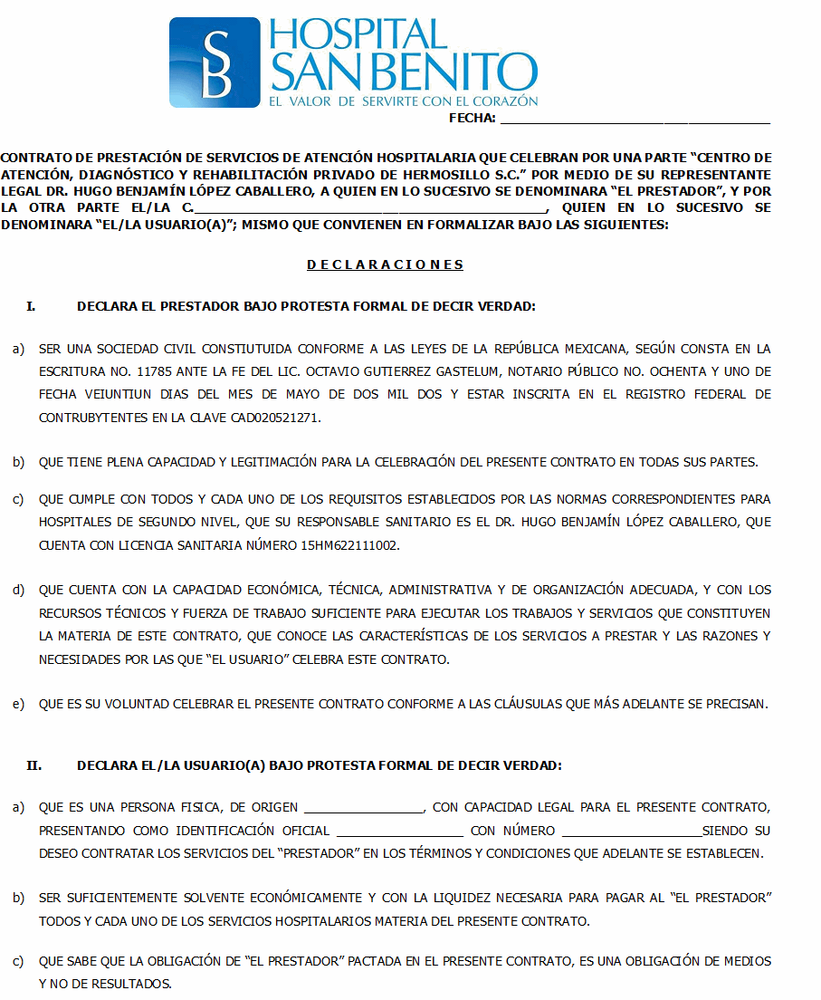 SB
HOSPITAL
SAN BENITO
EL VALOR DE SERVIRTE CON EL CORAZÓN
FECHA: ____________________________________
CONTRATO DE PRESTACIÓN DE SERVICIOS DE ATENCIÓN HOSPITALARIA QUE CELEBRAN POR UNA PARTE “CENTRO DE
ATENCIÓN, DIAGNÓSTICO Y REHABILITACIÓN PRIVADO DE HERMOSILLO S.C.” POR MEDIO DE SU REPRESENTANTE
LEGAL DR. HUGO BENJAMÍN LÓPEZ CABALLERO, A QUIEN EN LO SUCESIVO SE DENOMINARA “EL PRESTADOR”, Y POR
LA OTRA PARTE EL/LA C.______________________________________________, QUIEN EN LO SUCESIVO SE
DENOMINARA “EL/LA USUARIO(A)”; MISMO QUE CONVIENEN EN FORMALIZAR BAJO LAS SIGUIENTES:
D E C L A R A C I O N E S
I. DECLARA EL PRESTADOR BAJO PROTESTA FORMAL DE DECIR VERDAD:
a) SER UNA SOCIEDAD CIVIL CONSTIUTUIDA CONFORME A LAS LEYES DE LA REPÚBLICA MEXICANA, SEGÚN CONSTA EN LA
ESCRITURA NO. 11785 ANTE LA FE DEL LIC. OCTAVIO GUTIERREZ GASTELUM, NOTARIO PÚBLICO NO. OCHENTA Y UNO DE
FECHA VEIUNTIUN DIAS DEL MES DE MAYO DE DOS MIL DOS Y ESTAR INSCRITA EN EL REGISTRO FEDERAL DE
CONTRUBYTENTES EN LA CLAVE CAD020521271.
b) QUE TIENE PLENA CAPACIDAD Y LEGITIMACIÓN PARA LA CELEBRACIÓN DEL PRESENTE CONTRATO EN TODAS SUS PARTES.
c) QUE CUMPLE CON TODOS Y CADA UNO DE LOS REQUISITOS ESTABLECIDOS POR LAS NORMAS CORRESPONDIENTES PARA
HOSPITALES DE SEGUNDO NIVEL, QUE SU RESPONSABLE SANITARIO ES EL DR. HUGO BENJAMÍN LÓPEZ CABALLERO, QUE
CUENTA CON LICENCIA SANITARIA NÚMERO 15HM622111002.
d) QUE CUENTA CON LA CAPACIDAD ECONÓMICA, TÉCNICA, ADMINISTRATIVA Y DE ORGANIZACIÓN ADECUADA, Y CON LOS
RECURSOS TÉCNICOS Y FUERZA DE TRABAJO SUFICIENTE PARA EJECUTAR LOS TRABAJOS Y SERVICIOS QUE CONSTITUYEN
LA MATERIA DE ESTE CONTRATO, QUE CONOCE LAS CARACTERÍSTICAS DE LOS SERVICIOS A PRESTAR Y LAS RAZONES Y
NECESIDADES POR LAS QUE “EL USUARIO” CELEBRA ESTE CONTRATO.
e) QUE ES SU VOLUNTAD CELEBRAR EL PRESENTE CONTRATO CONFORME A LAS CLÁUSULAS QUE MÁS ADELANTE SE PRECISAN.
II. DECLARA EL/LA USUARIO(A) BAJO PROTESTA FORMAL DE DECIR VERDAD:
a) QUE ES UNA PERSONA FISICA, DE ORIGEN _________________, CON CAPACIDAD LEGAL PARA EL PRESENTE CONTRATO,
PRESENTANDO COMO IDENTIFICACIÓN OFICIAL __________________ CON NÚMERO ____________________SIENDO SU
DESEO CONTRATAR LOS SERVICIOS DEL “PRESTADOR” EN LOS TÉRMINOS Y CONDICIONES QUE ADELANTE SE ESTABLECEN.
b) SER SUFICIENTEMENTE SOLVENTE ECONÓMICAMENTE Y CON LA LIQUIDEZ NECESARIA PARA PAGAR AL “EL PRESTADOR”
TODOS Y CADA UNO DE LOS SERVICIOS HOSPITALARIOS MATERIA DEL PRESENTE CONTRATO.
c) QUE SABE QUE LA OBLIGACIÓN DE “EL PRESTADOR” PACTADA EN EL PRESENTE CONTRATO, ES UNA OBLIGACIÓN DE MEDIOS
Y NO DE RESULTADOS.